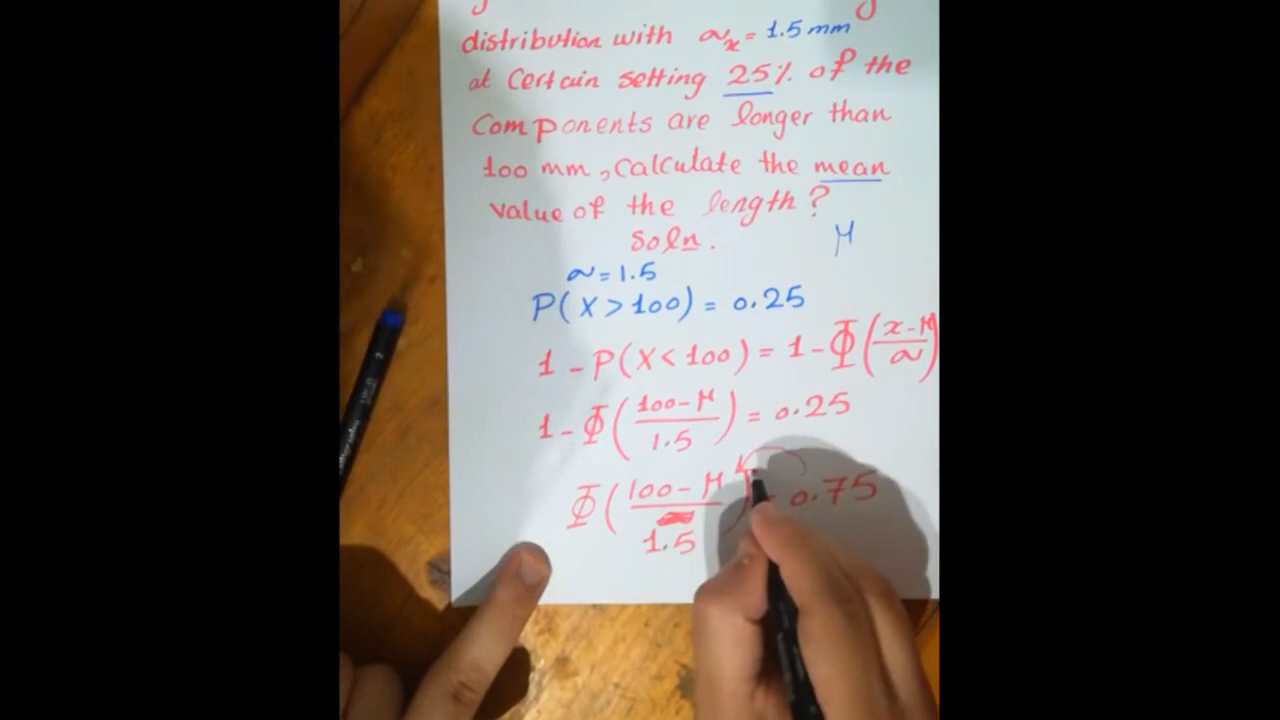 distribution with σx = 1.5 mm
at certain setting 25% of the
components are longer than
100 mm, calculate the mean
value of the length?
soln.
μ
σ = 1.5
P(X > 100) = 0.25
1 - P(X < 100) = 1 - Φ((x-μ)/σ)
1 - Φ((100-μ)/1.5) = 0.25
Φ((100-μ)/1.5) = 0.75